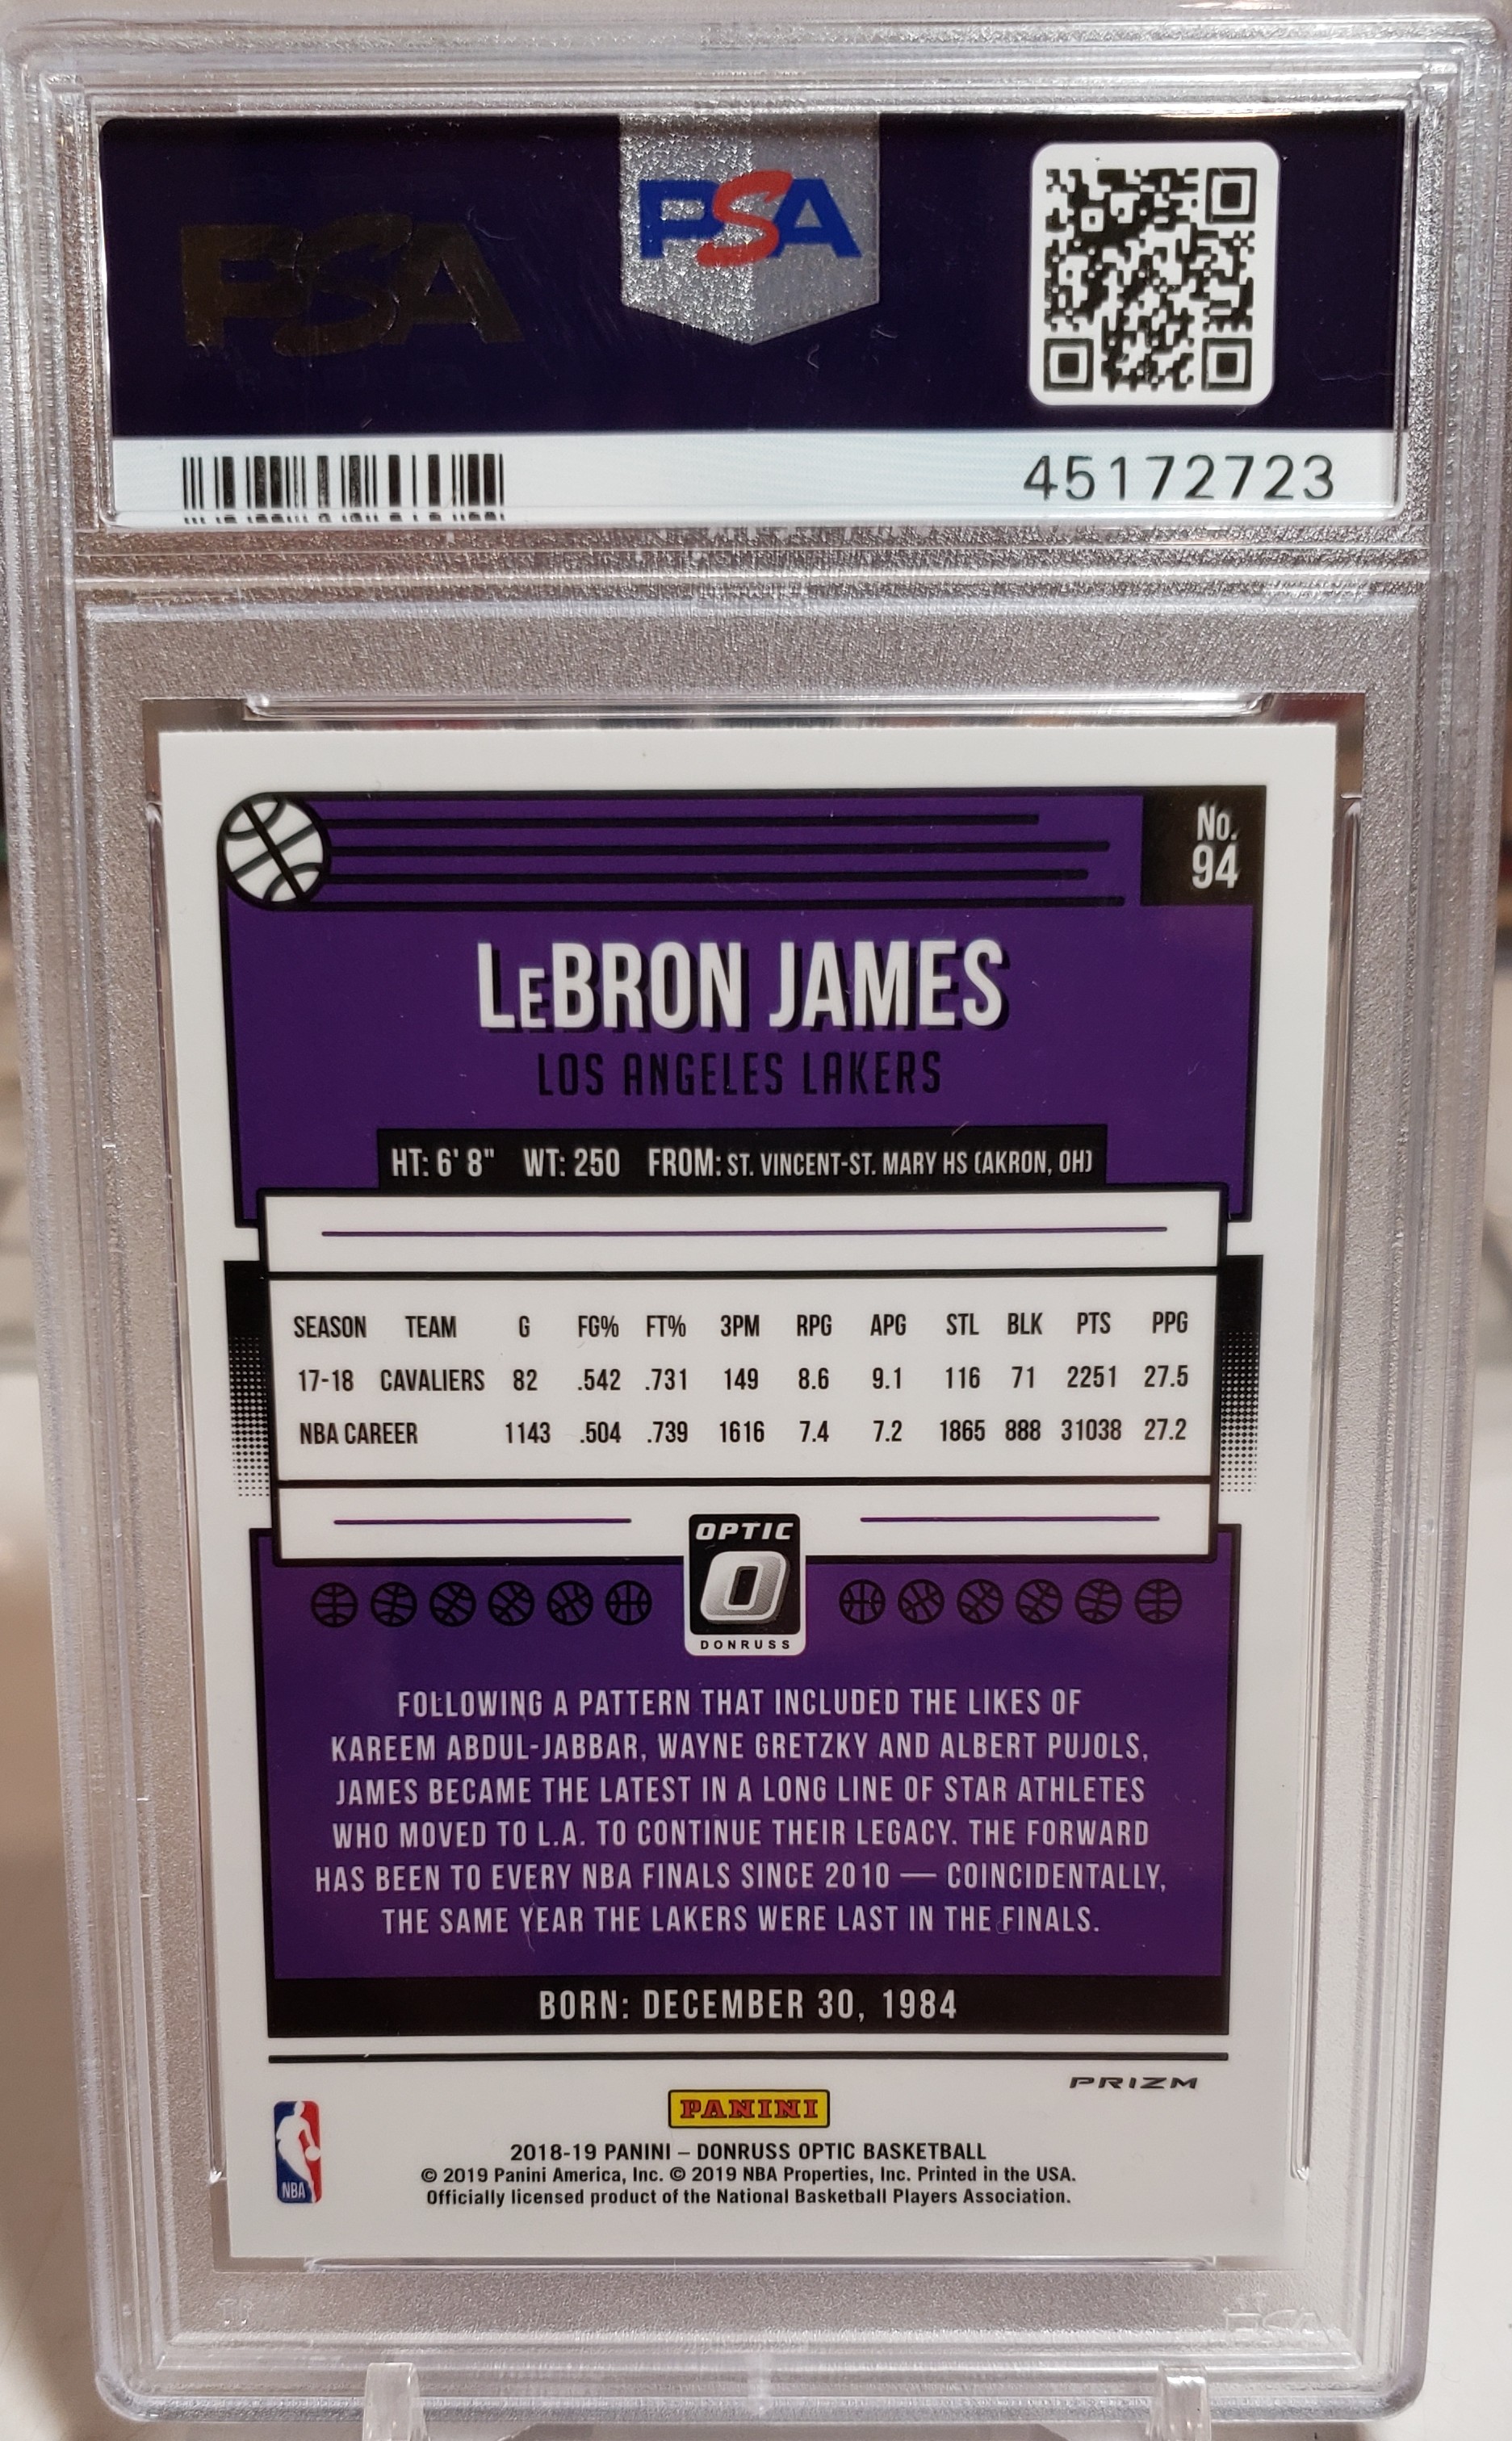 PSA
PSA
45172723
No.
94
LeBRON JAMES
LOS ANGELES LAKERS
HT: 6' 8" WT: 250 FROM: ST. VINCENT-ST. MARY HS (AKRON, OH)
SEASON TEAM G FG% FT% 3PM RPG APG STL BLK PTS PPG
17-18 CAVALIERS 82 .542 .731 149 8.6 9.1 116 71 2251 27.5
NBA CAREER 1143 .504 .739 1616 7.4 7.2 1865 888 31038 27.2
OPTIC
O
DONRUSS
FOLLOWING A PATTERN THAT INCLUDED THE LIKES OF
KAREEM ABDUL-JABBAR, WAYNE GRETZKY AND ALBERT PUJOLS,
JAMES BECAME THE LATEST IN A LONG LINE OF STAR ATHLETES
WHO MOVED TO L.A. TO CONTINUE THEIR LEGACY. THE FORWARD
HAS BEEN TO EVERY NBA FINALS SINCE 2010 — COINCIDENTALLY,
THE SAME YEAR THE LAKERS WERE LAST IN THE FINALS.
BORN: DECEMBER 30, 1984
PRIZM
PANINI
NBA
2018-19 PANINI – DONRUSS OPTIC BASKETBALL
© 2019 Panini America, Inc. © 2019 NBA Properties, Inc. Printed in the USA.
Officially licensed product of the National Basketball Players Association.
PSA